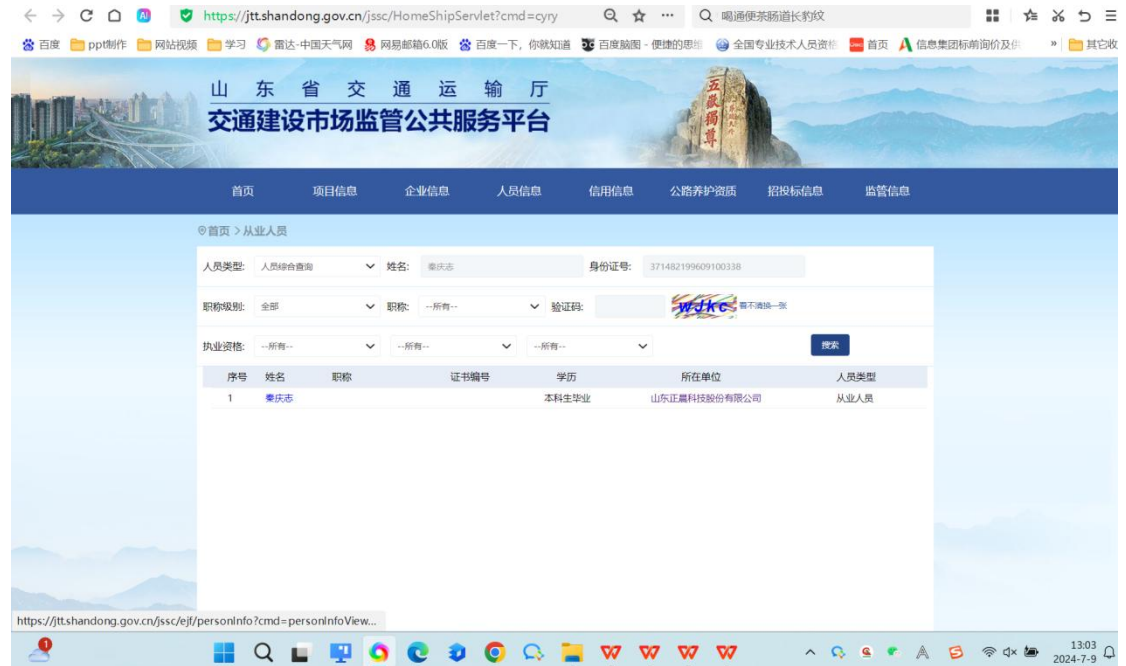 https://jtt.shandong.gov.cn/jssc/HomeShipServlet?cmd=cyry
喝通便茶肠道长豹纹
百度 ppt制作 网站视频 学习 雷达-中国天气网 网易邮箱6.0版 百度一下，你就知道 百度脑图 - 便捷的思维 全国专业技术人员资格 首页 信息集团标前询价及 » 其它收
山东省交通运输厅
交通建设市场监管公共服务平台
五嶽獨尊
首页 项目信息 企业信息 人员信息 信用信息 公路养护资质 招投标信息 监管信息
首页 > 从业人员
人员类型: 人员综合查询 姓名: 秦庆志 身份证号: 371482199609100338
职称级别: 全部 职称: --所有-- 验证码: wJkc 看不清换一张
执业资格: --所有-- --所有-- --所有-- 搜索
序号 姓名 职称 证书编号 学历 所在单位 人员类型
1 秦庆志 本科生毕业 山东正晨科技股份有限公司 从业人员
https://jtt.shandong.gov.cn/jssc/ejf/personInfo?cmd=personInfoView...
1
13:03
2024-7-9